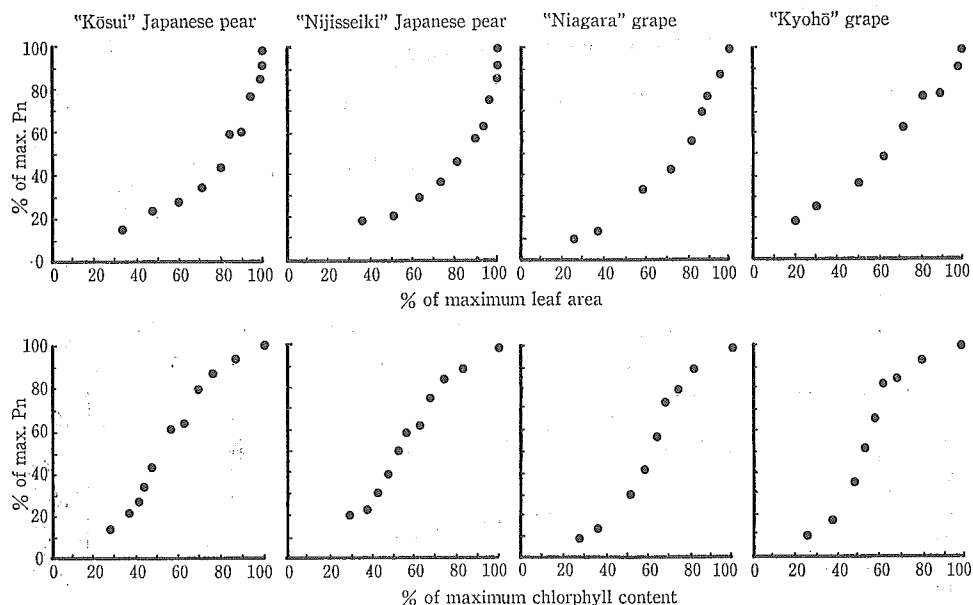 "Kōsui" Japanese pear "Nijisseiki" Japanese pear "Niagara" grape "Kyohō" grape
% of max. Pn
100
80
60
40
20
0
0 20 40 60 80 100 0 20 40 60 80 100 0 20 40 60 80 100 0 20 40 60 80 100
% of maximum leaf area
% of max. Pn
100
80
60
40
20
0
0 20 40 60 80 100 0 20 40 60 80 100 0 20 40 60 80 100 0 20 40 60 80 100
% of maximum chlorphyll content